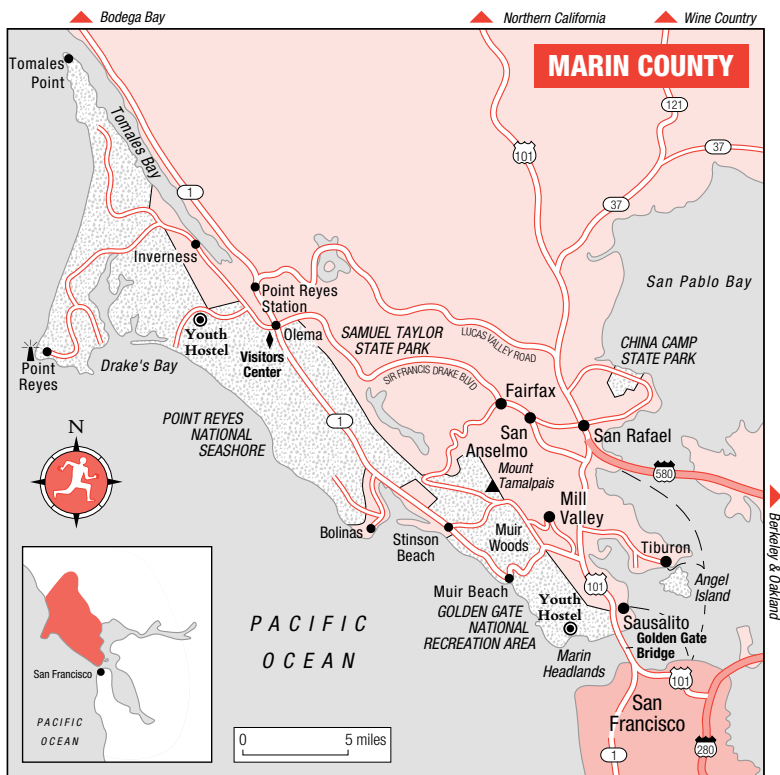 Bodega Bay
Northern California
Wine Country
MARIN COUNTY
Tomales
Point
Tomales Bay
121
37
101
37
1
San Pablo Bay
Inverness
Point Reyes
Station
Youth
Hostel
Olema
Visitors
Center
SAMUEL TAYLOR
STATE PARK
LUCAS VALLEY ROAD
CHINA CAMP
STATE PARK
Point
Reyes
Drake's Bay
SIR FRANCIS DRAKE BLVD
Fairfax
POINT REYES
NATIONAL
SEASHORE
1
San
Anselmo
San Rafael
Mount
Tamalpais
580
N
Mill
Valley
Berkeley & Oakland
Bolinas
Stinson
Beach
Muir
Woods
Tiburon
Angel
Island
Muir Beach
101
GOLDEN GATE
NATIONAL
RECREATION AREA
Youth
Hostel
Sausalito
Golden Gate
Bridge
Marin
Headlands
PACIFIC
OCEAN
101
San
Francisco
1
280
San Francisco
PACIFIC
OCEAN
0 5 miles